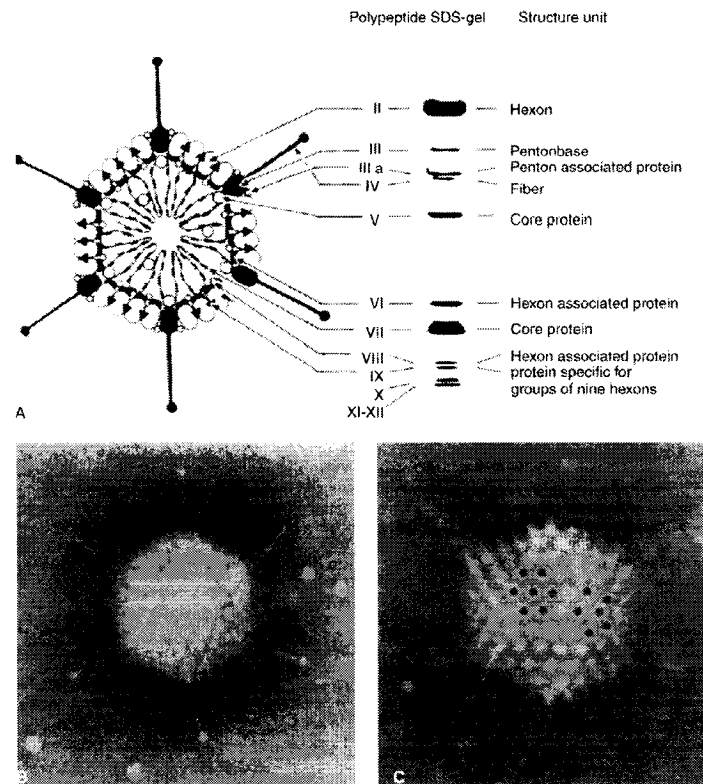 Polypeptide SDS-gel Structure unit
II Hexon
III Pentonbase
III a Penton associated protein
IV Fiber
V Core protein
VI Hexon associated protein
VII Core protein
VIII Hexon associated protein
IX protein specific for
X groups of nine hexons
XI-XII
A
B
C